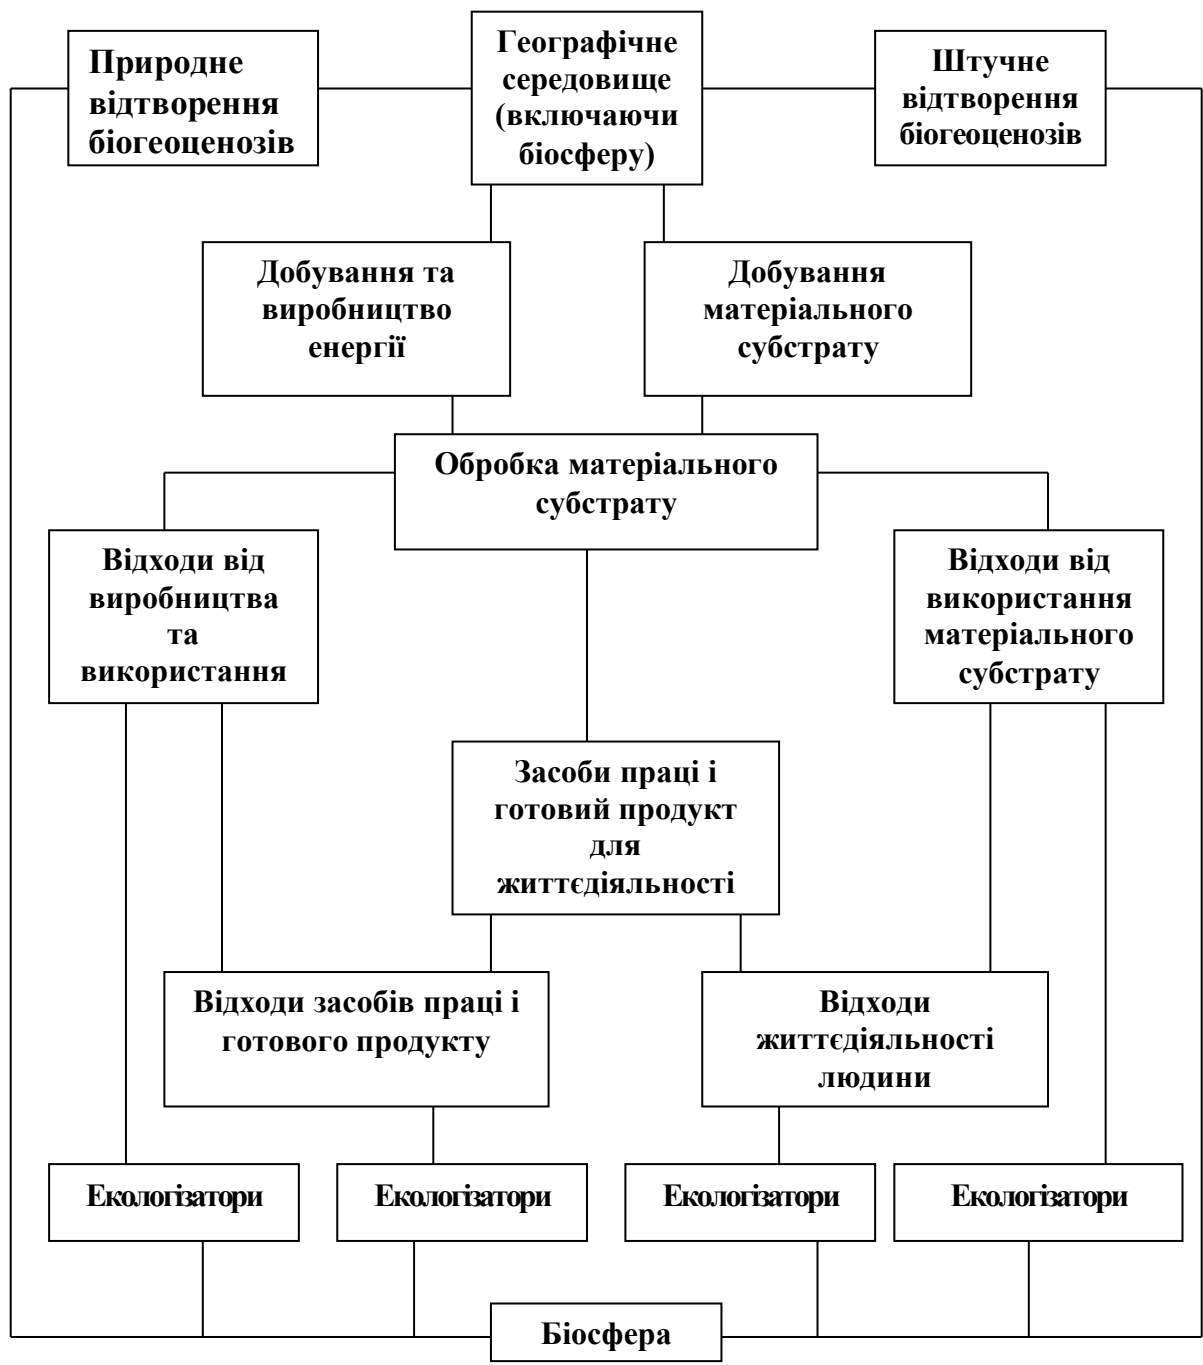 Природне
відтворення
біогеоценозів
Географічне
середовище
(включаючи
біосферу)
Штучне
відтворення
біогеоценозів
Добування та
виробництво
енергії
Добування
матеріального
субстрату
Обробка матеріального
субстрату
Відходи від
виробництва
та
використання
Відходи від
використання
матеріального
субстрату
Засоби праці і
готовий продукт
для
життєдіяльності
Відходи засобів праці і
готового продукту
Відходи
життєдіяльності
людини
Екологізатори
Екологізатори
Екологізатори
Екологізатори
Біосфера